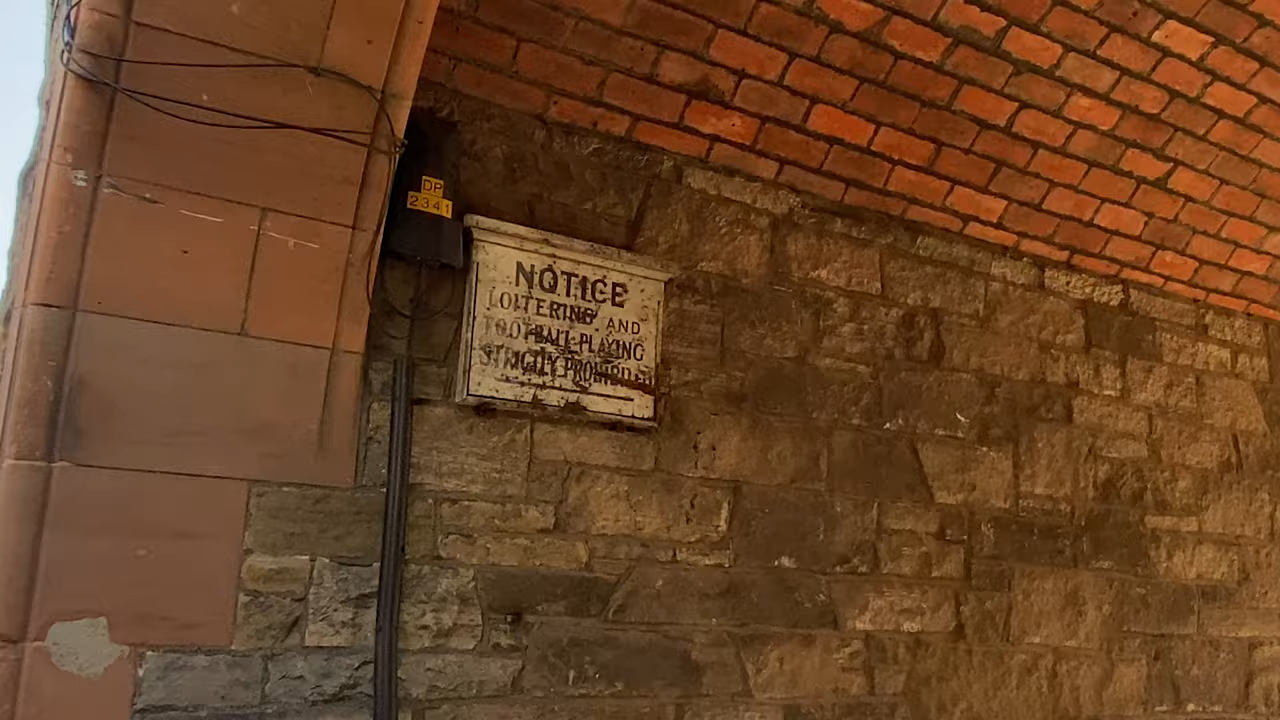 DP
2341
NOTICE
LOITERING AND
FOOTBALL PLAYING
STRICTLY PROHIBITED